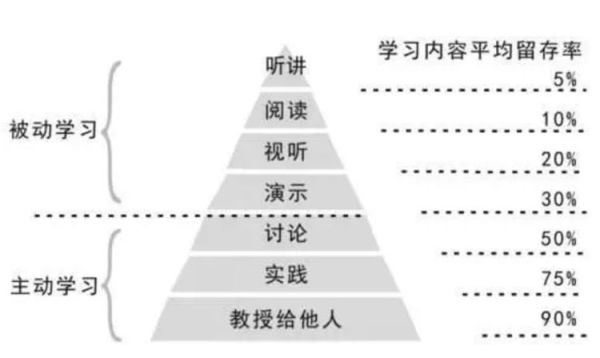 学习内容平均留存率
听讲
5%
阅读
10%
被动学习
视听
20%
演示
30%
讨论
50%
主动学习
实践
75%
教授给他人
90%